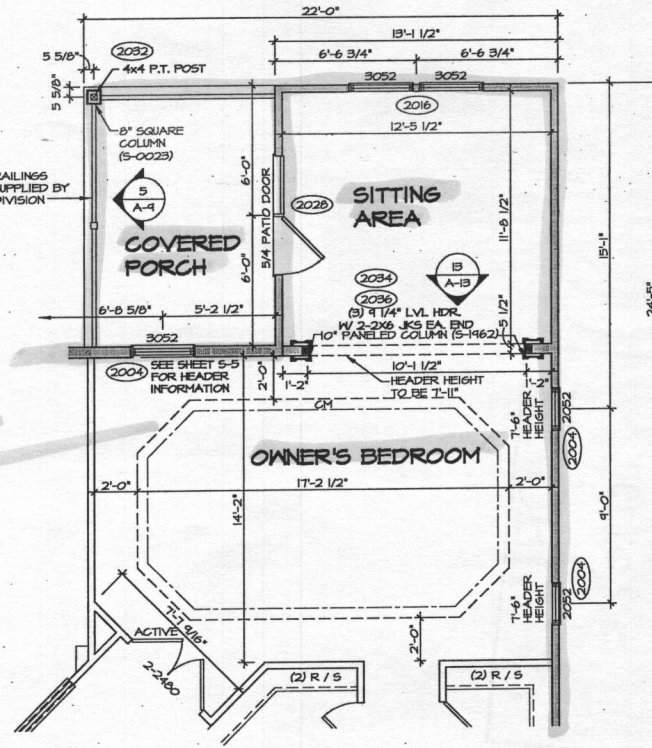 22'-0"
13'-1 1/2"
6'-6 3/4"
6'-6 3/4"
5 5/8"
2032
4x4 P.T. POST
5 5/8"
3052
3052
2016
12'-5 1/2"
8" SQUARE
COLUMN
(S-0023)
RAILINGS
SUPPLIED BY
DIVISION
5
A-9
6'-0"
6'-0"
5/4 PATIO DOOR
2028
SITTING
AREA
11'-8 1/2"
15'-1"
24'-5"
COVERED
PORCH
2034
2036
13
A-13
(3) 9 1/4" LVL HDR.
W/ 2-2X6 JKS EA. END
10" PANELED COLUMN (S-1962)
5 1/2"
6'-8 5/8"
5'-2 1/2"
3052
2004
SEE SHEET S-5
FOR HEADER
INFORMATION
2'-0"
1'-2"
10'-1 1/2"
1'-2"
HEADER HEIGHT
TO BE 7'-11"
CM
7'-6"
HEADER
HEIGHT
2052
2004
OWNER'S BEDROOM
2'-0"
17'-2 1/2"
2'-0"
14'-2"
9'-0"
7'-6"
HEADER
HEIGHT
2052
2004
7'-7 9/16"
ACTIVE
2-2480
2'-0"
(2) R / S
(2) R / S